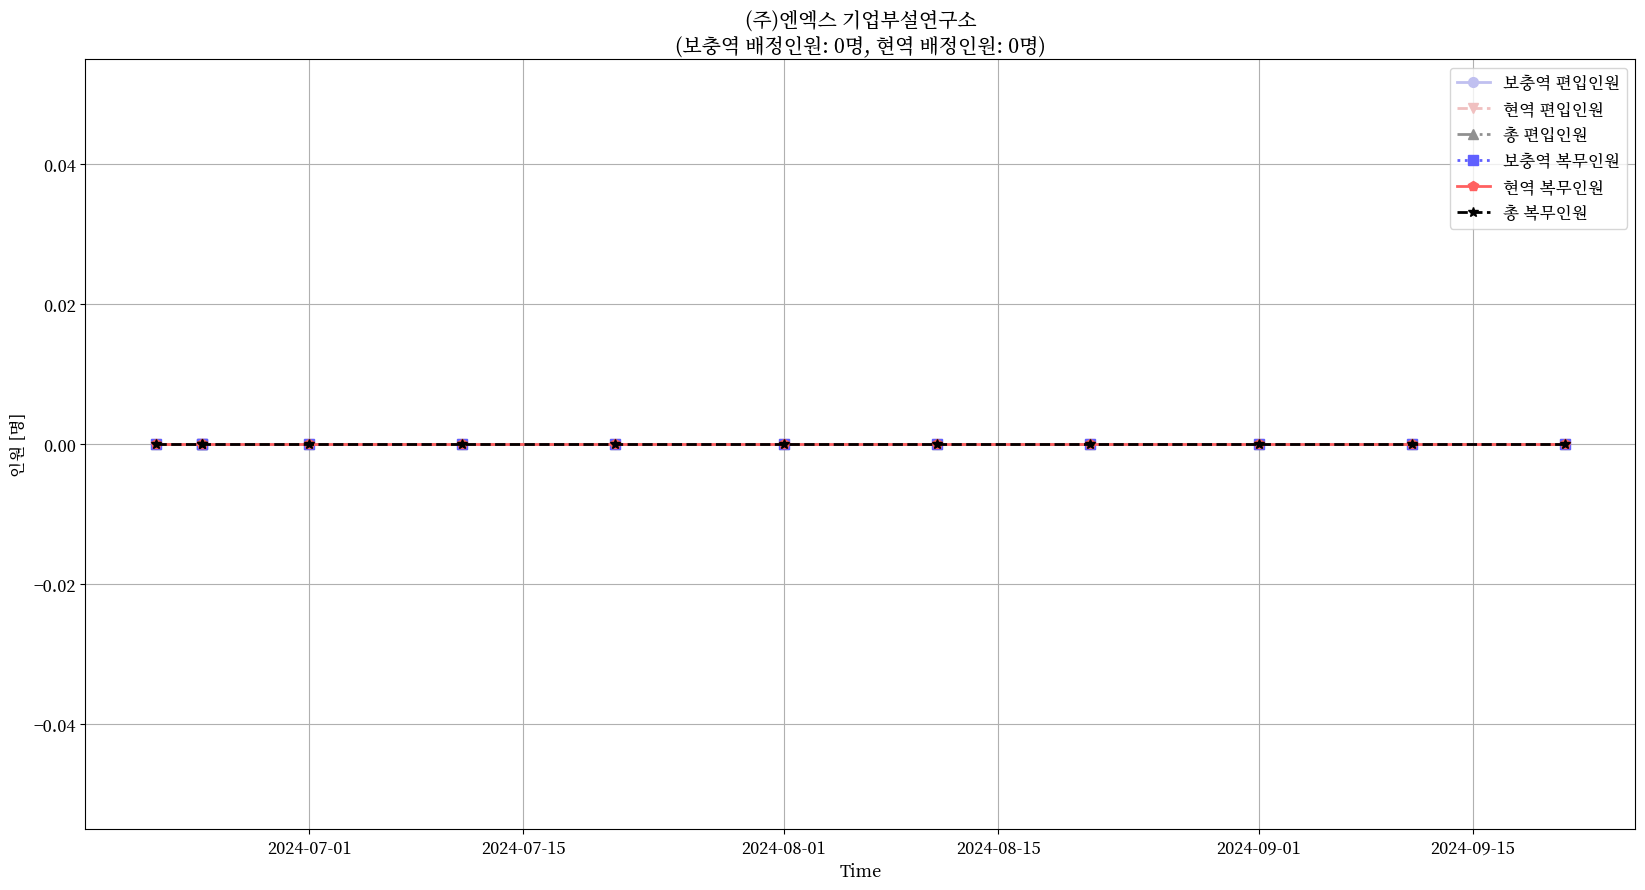 (주)엔엑스 기업부설연구소
(보충역 배정인원: 0명, 현역 배정인원: 0명)
보충역 편입인원
현역 편입인원
총 편입인원
보충역 복무인원
현역 복무인원
총 복무인원
인원 [명]
0.04
0.02
0.00
−0.02
−0.04
2024-07-01
2024-07-15
2024-08-01
2024-08-15
2024-09-01
2024-09-15
Time